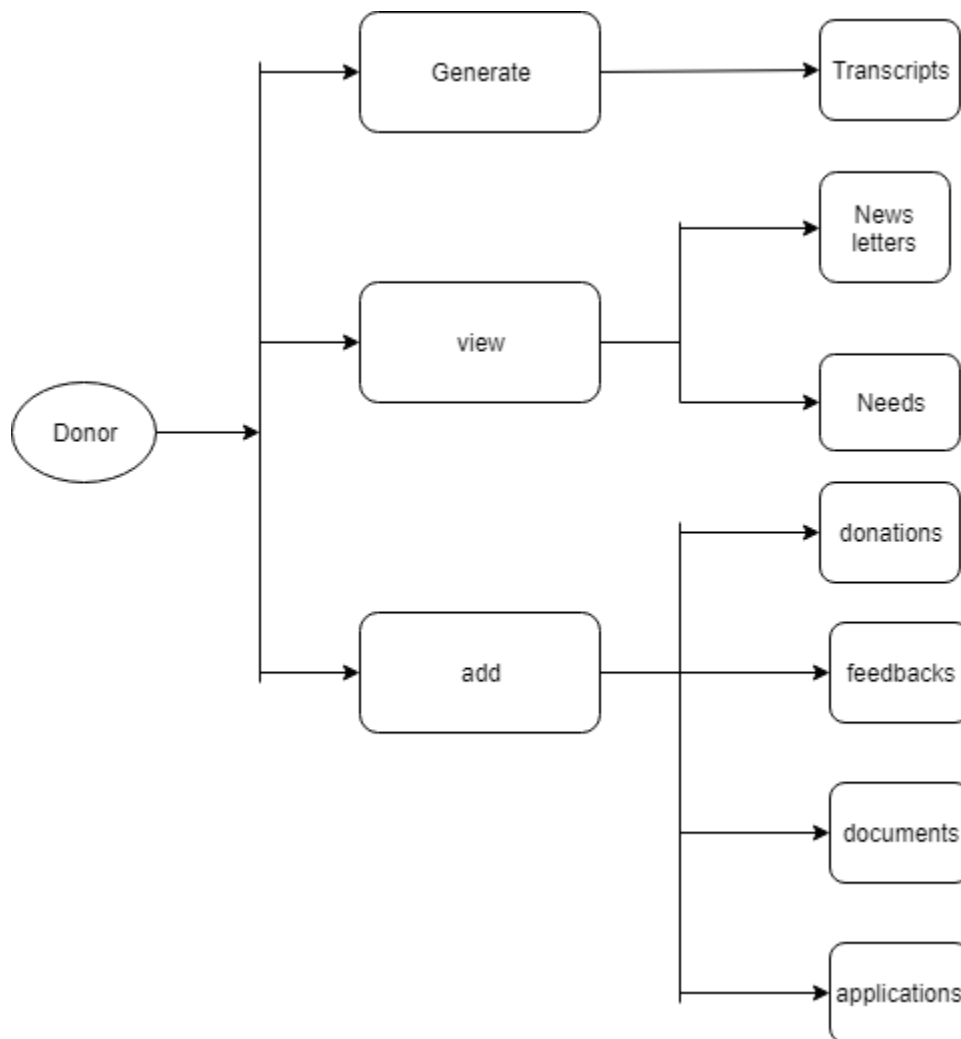 Generate
Transcripts
News
letters
view
Needs
Donor
donations
add
feedbacks
documents
applications